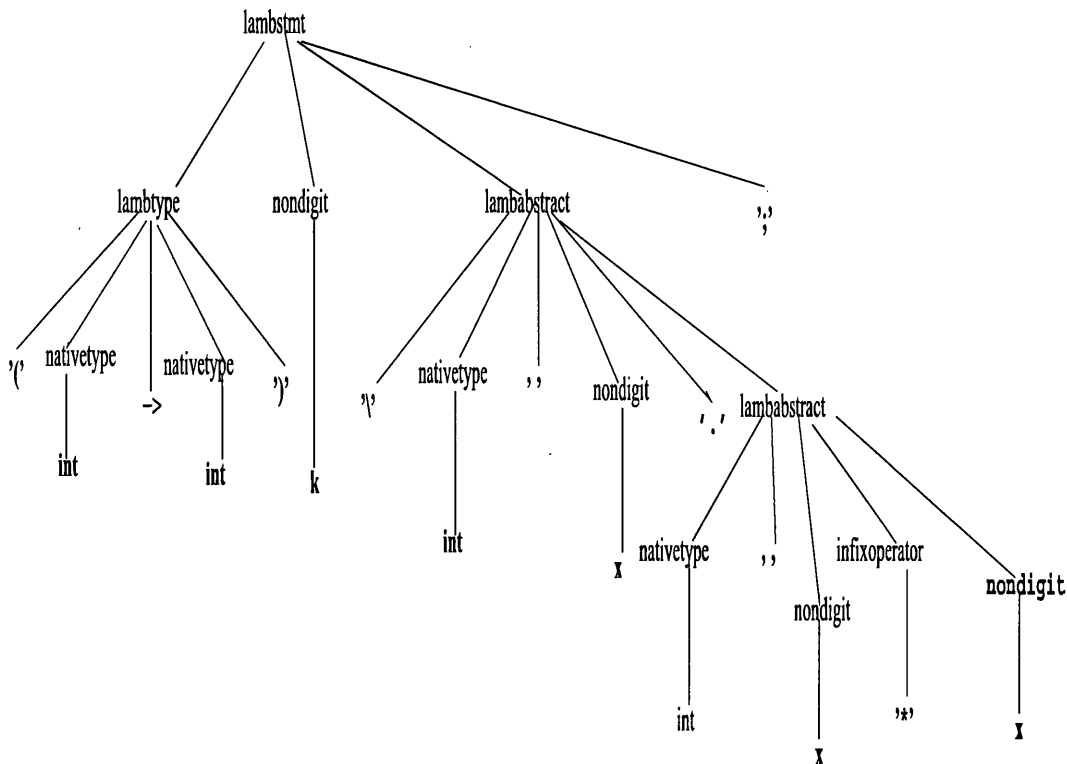 lambstmt
lambtype nondigit lambabstract ';'
'(' nativetype -> nativetype ')' '\' nativetype ' ' nondigit '.' lambabstract
int int k
int x nativetype ' ' nondigit infixoperator nondigit
int x '*' x